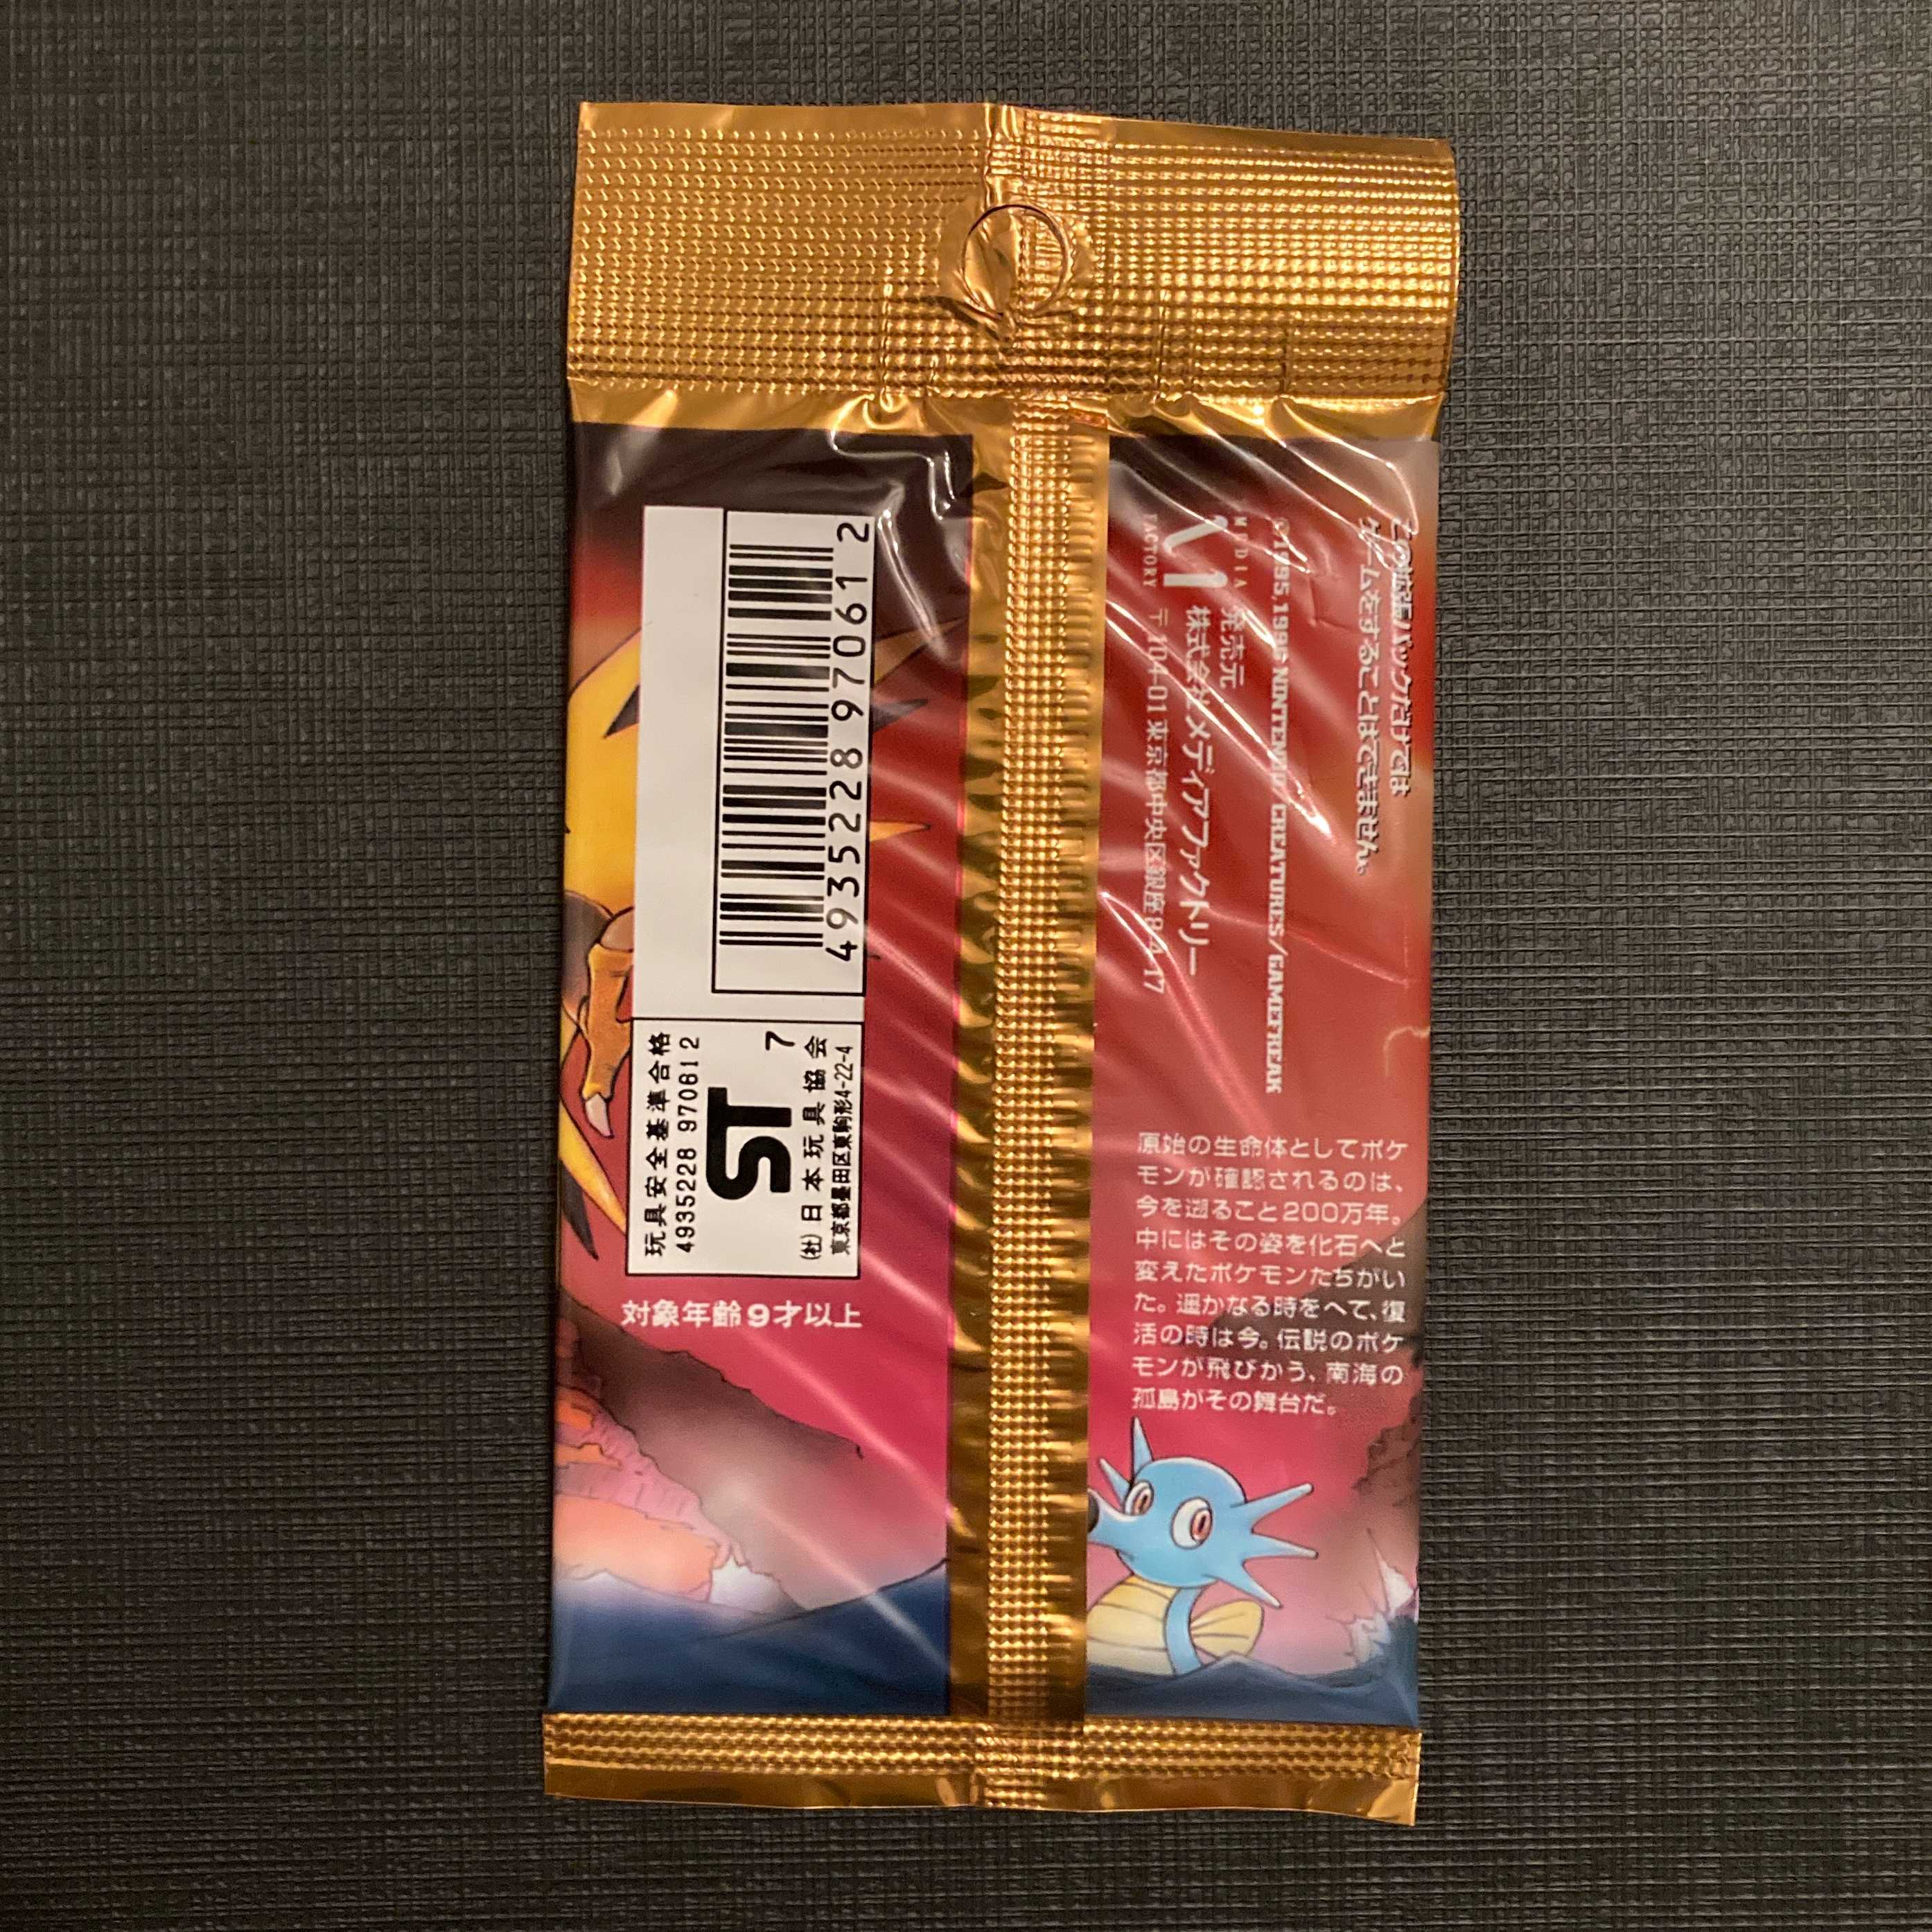 4935228970612
玩具安全基準合格
4935228 970612
ST
7
(社)日本玩具協会
東京都墨田区東駒形4-22-4
対象年齢9才以上
この拡張パックだけでは
ゲームをすることはできません。
©1995,1996 NINTENDO/CREATURES/GAMEFREAK
MEDIA
FACTORY
発売元
株式会社メディアファクトリー
〒104-01 東京都中央区銀座8-4-17
原始の生命体としてポケ
モンが確認されるのは、
今を遡ること200万年。
中にはその姿を化石へと
変えたポケモンたちがい
た。遥かなる時をへて、復
活の時は今。伝説のポケ
モンが飛びかう、南海の
孤島がその舞台だ。